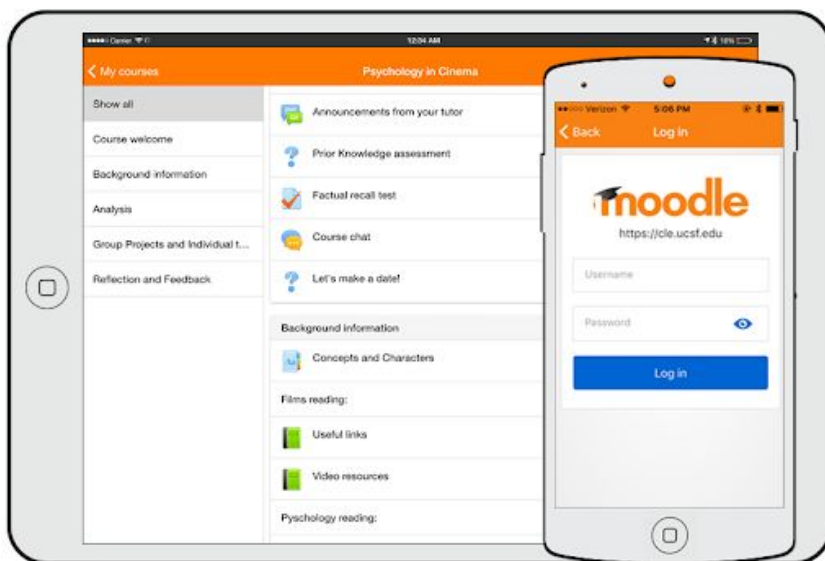 Carrier
12:04 AM
16%
My courses
Psychology in Cinema
Show all
Course welcome
Background information
Analysis
Group Projects and Individual t...
Reflection and Feedback
Announcements from your tutor
Prior Knowledge assessment
Factual recall test
Course chat
Let's make a date!
Background information
Concepts and Characters
Films reading:
Useful links
Video resources
Pyschology reading:
Verizon
5:06 PM
Back
Log in
moodle
https://cle.ucsf.edu
Username
Password
Log in